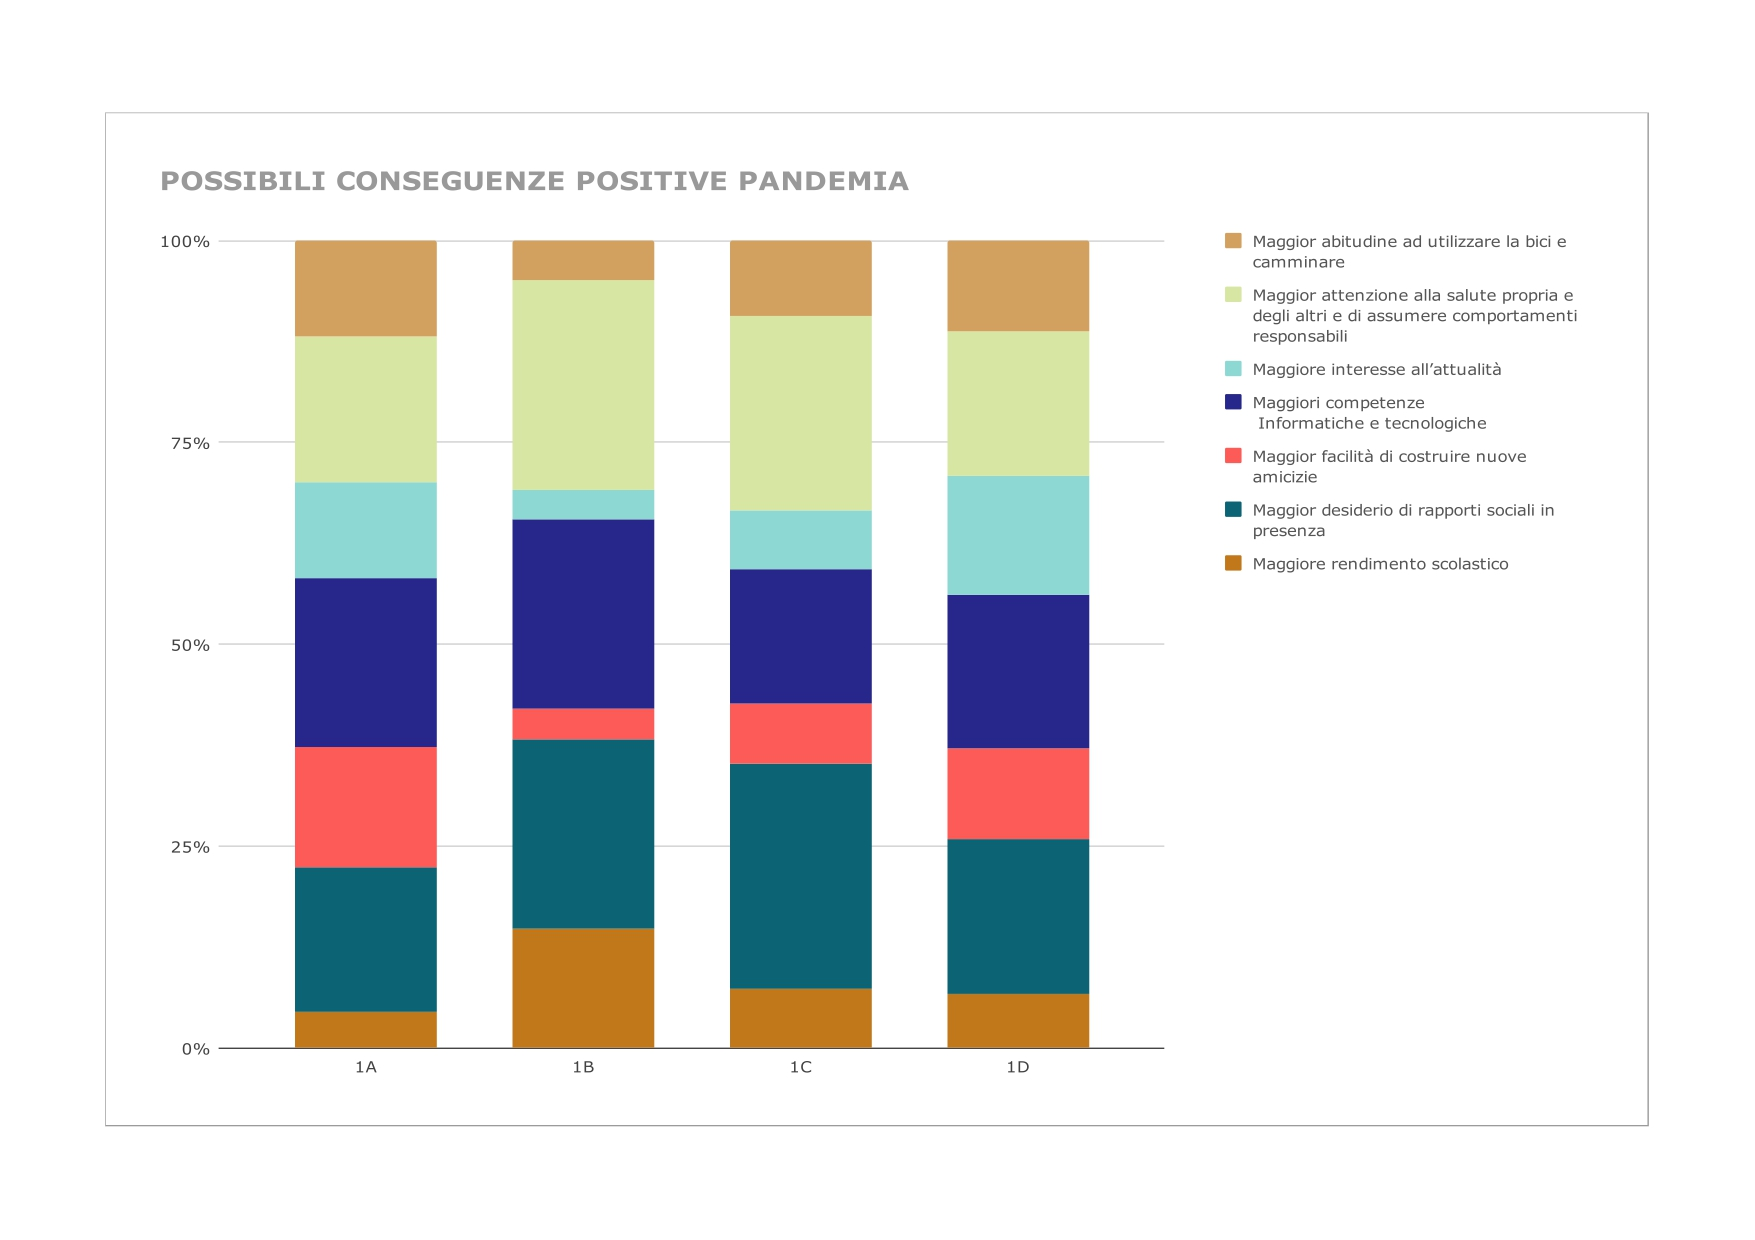 POSSIBILI CONSEGUENZE POSITIVE PANDEMIA
100%
75%
50%
25%
0%
1A
1B
1C
1D
Maggior abitudine ad utilizzare la bici e
camminare
Maggior attenzione alla salute propria e
degli altri e di assumere comportamenti
responsabili
Maggiore interesse all’attualità
Maggiori competenze
Informatiche e tecnologiche
Maggior facilità di costruire nuove
amicizie
Maggior desiderio di rapporti sociali in
presenza
Maggiore rendimento scolastico